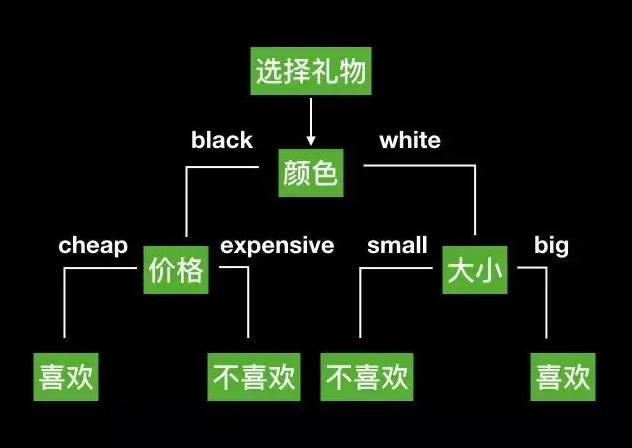 选择礼物
black
white
颜色
cheap
价格
expensive
small
大小
big
喜欢
不喜欢
不喜欢
喜欢